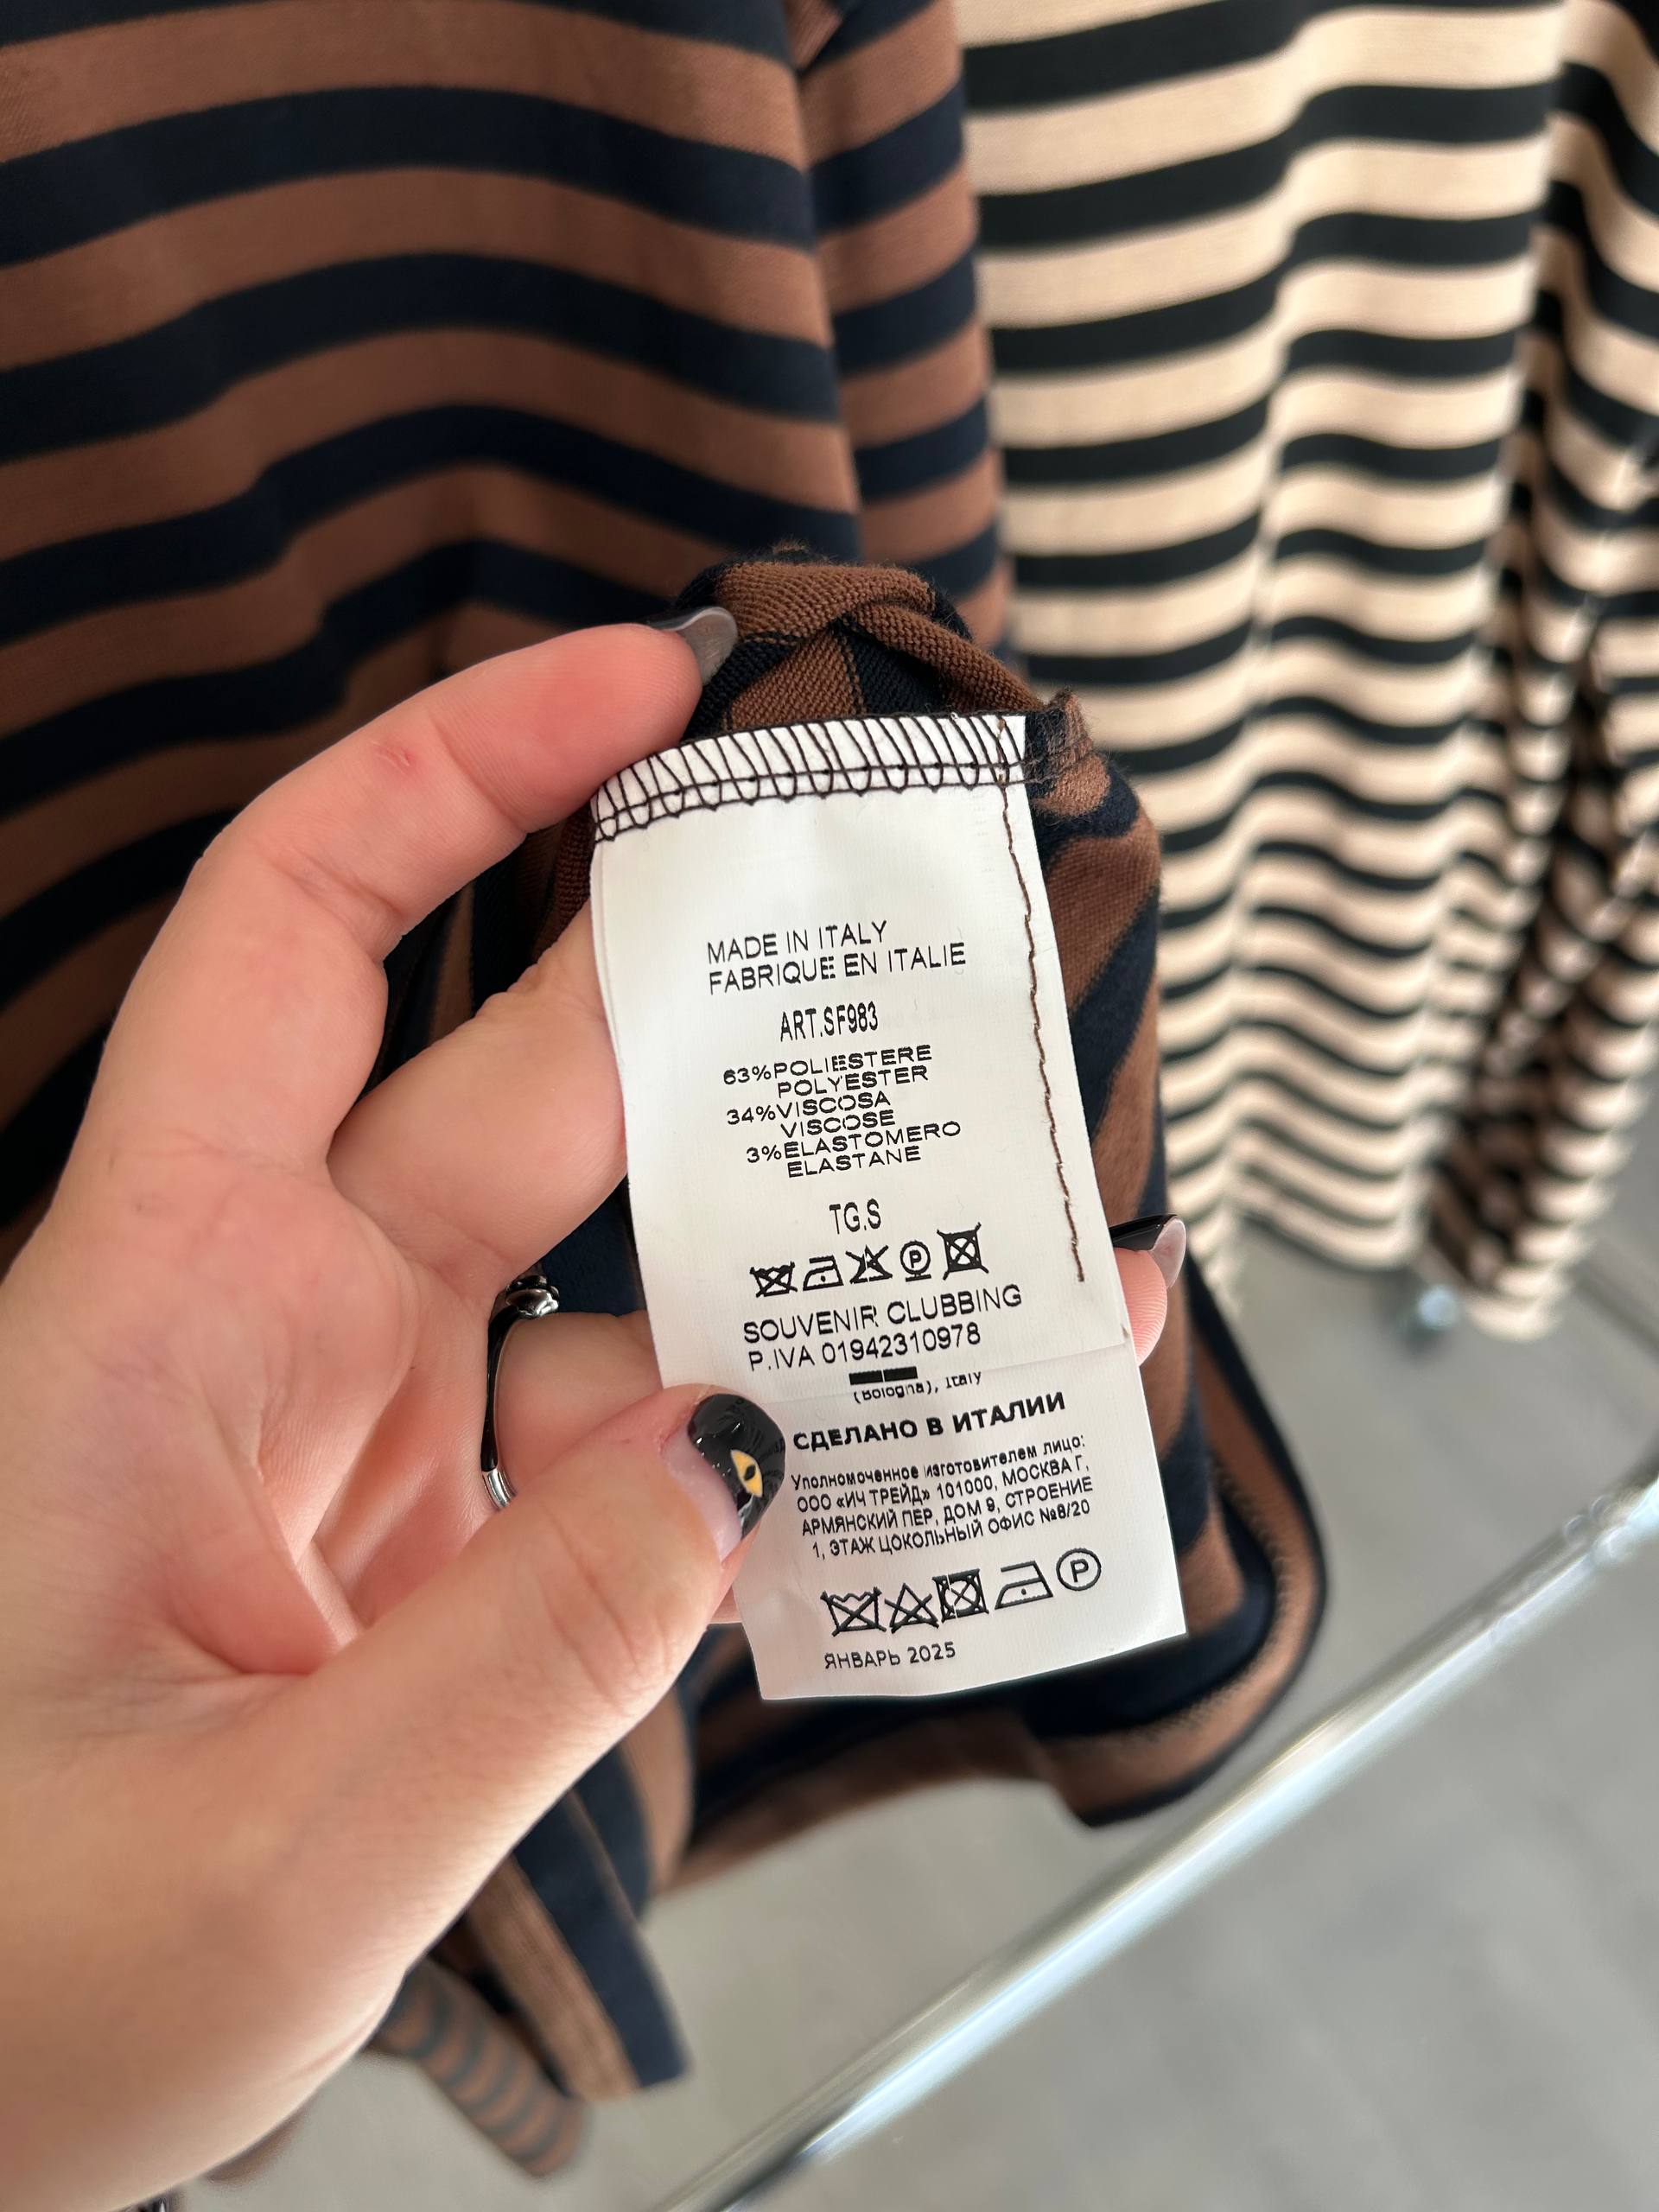 MADE IN ITALY
FABRIQUE EN ITALIE
ART.SF983
63%POLIESTERE
POLYESTER
34%VISCOSA
VISCOSE
3%ELASTOMERO
ELASTANE
TG.S
P
SOUVENIR CLUBBING
P.IVA 01942310978
(Bologna), Italy
СДЕЛАНО В ИТАЛИИ
Уполномоченное изготовителем лицо:
ООО «ИЧ ТРЕЙД» 101000, МОСКВА Г,
АРМЯНСКИЙ ПЕР, ДОМ 9, СТРОЕНИЕ
1, ЭТАЖ ЦОКОЛЬНЫЙ ОФИС №8/20
P
ЯНВАРЬ 2025